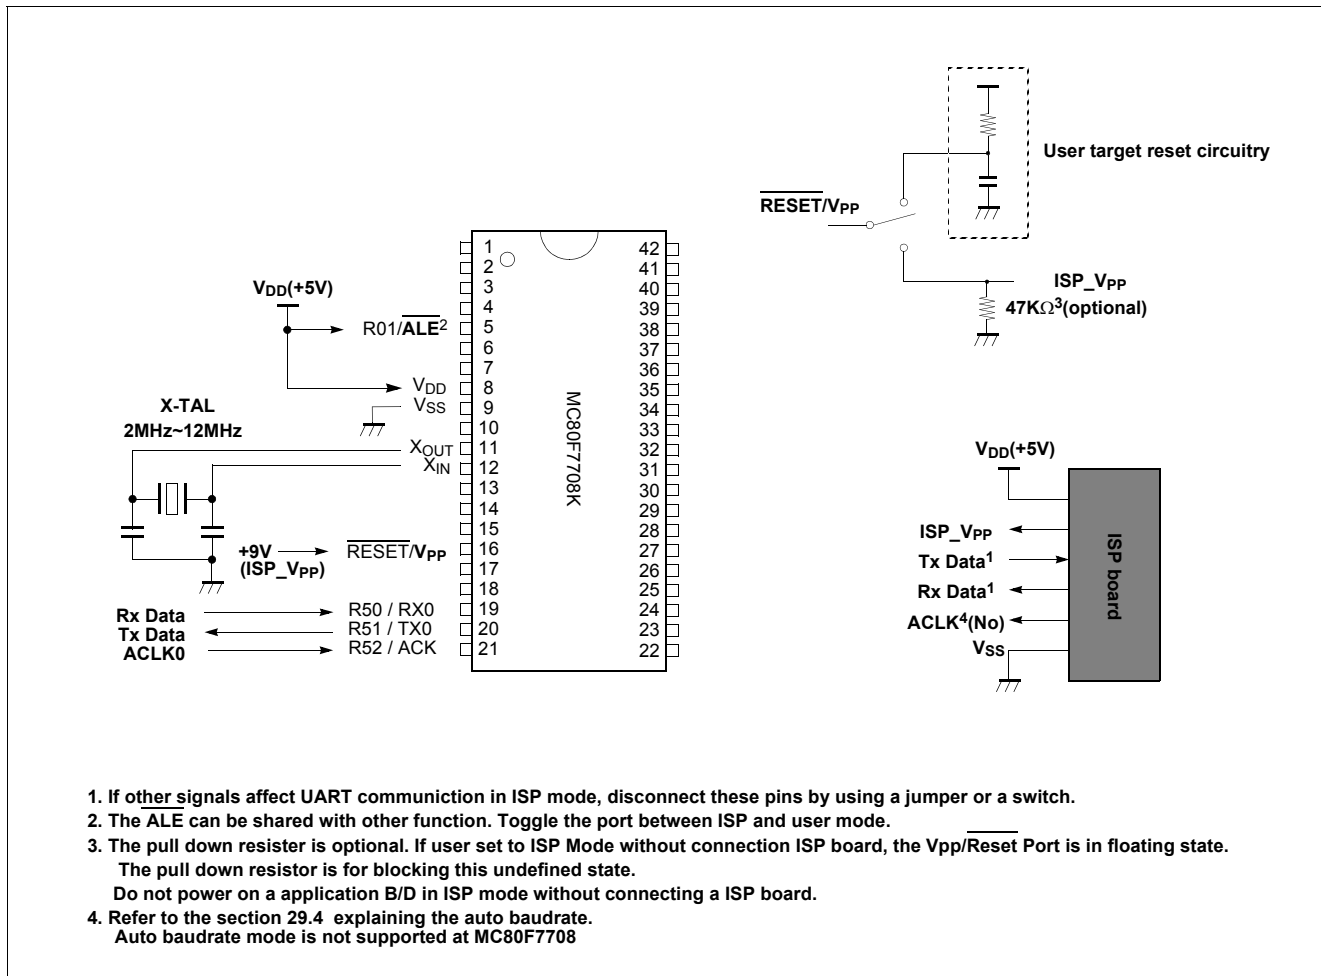 User target reset circuitry
RESET/VPP
ISP_VPP
47KΩ3(optional)
VDD(+5V)
R01/ALE2
VDD
VSS
X-TAL
2MHz~12MHz
XOUT
XIN
+9V
(ISP_VPP)
RESET/VPP
Rx Data
Tx Data
ACLK0
R50 / RX0
R51 / TX0
R52 / ACK
1
2
3
4
5
6
7
8
9
10
11
12
13
14
15
16
17
18
19
20
21
MC80F7708K
42
41
40
39
38
37
36
35
34
33
32
31
30
29
28
27
26
25
24
23
22
VDD(+5V)
ISP_VPP
Tx Data1
Rx Data1
ACLK4(No)
VSS
ISP board
1. If other signals affect UART communiction in ISP mode, disconnect these pins by using a jumper or a switch.
2. The ALE can be shared with other function. Toggle the port between ISP and user mode.
3. The pull down resister is optional. If user set to ISP Mode without connection ISP board, the Vpp/Reset Port is in floating state.
The pull down resistor is for blocking this undefined state.
Do not power on a application B/D in ISP mode without connecting a ISP board.
4. Refer to the section 29.4 explaining the auto baudrate.
Auto baudrate mode is not supported at MC80F7708